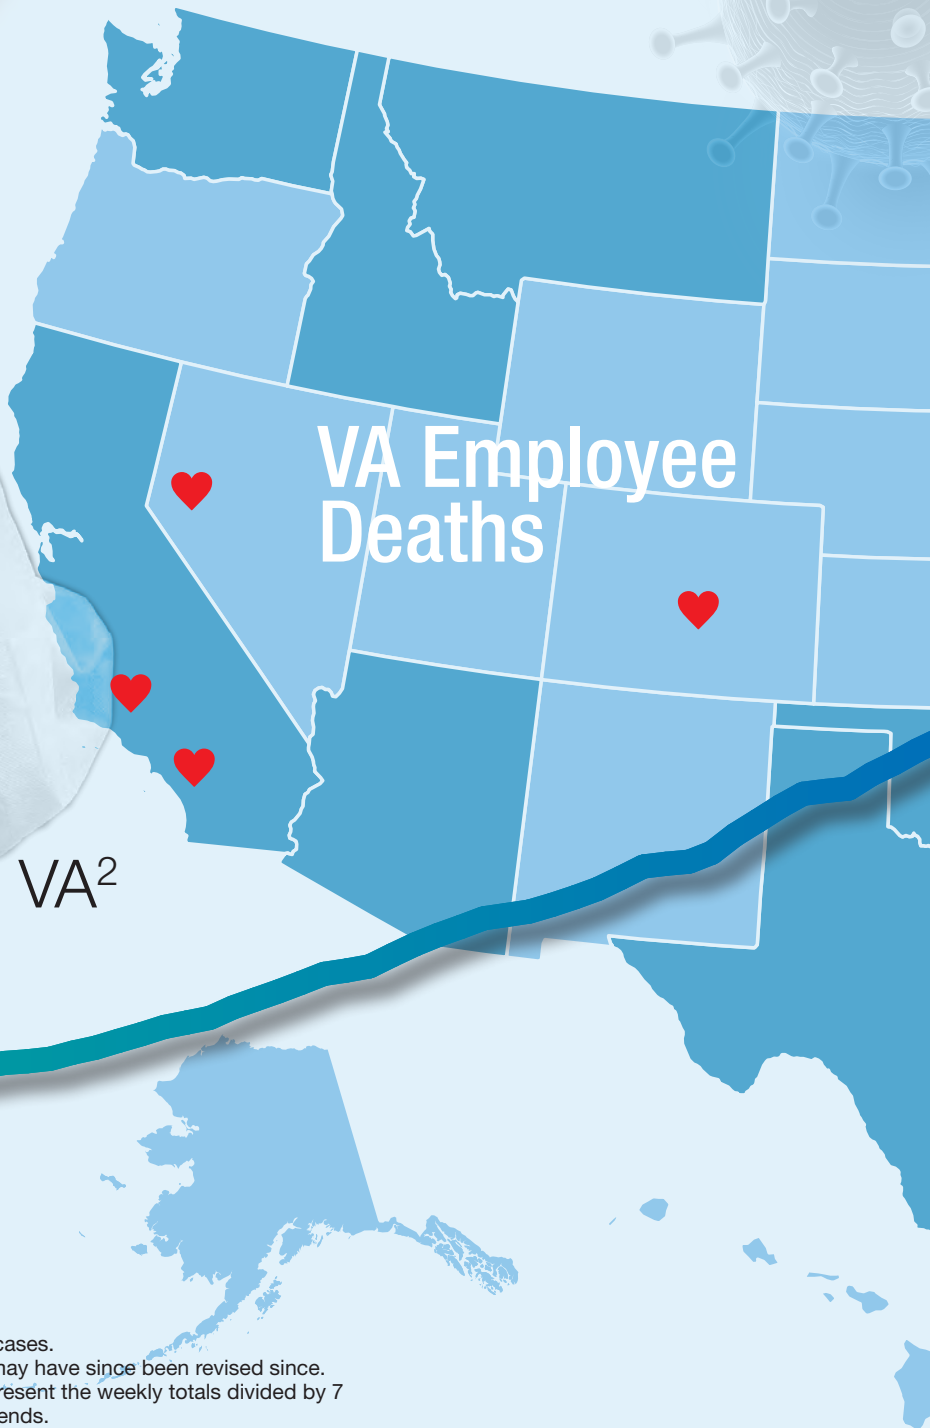 VA Employee
Deaths
VA²
cases.
may have since been revised since.
resent the weekly totals divided by 7
ends.